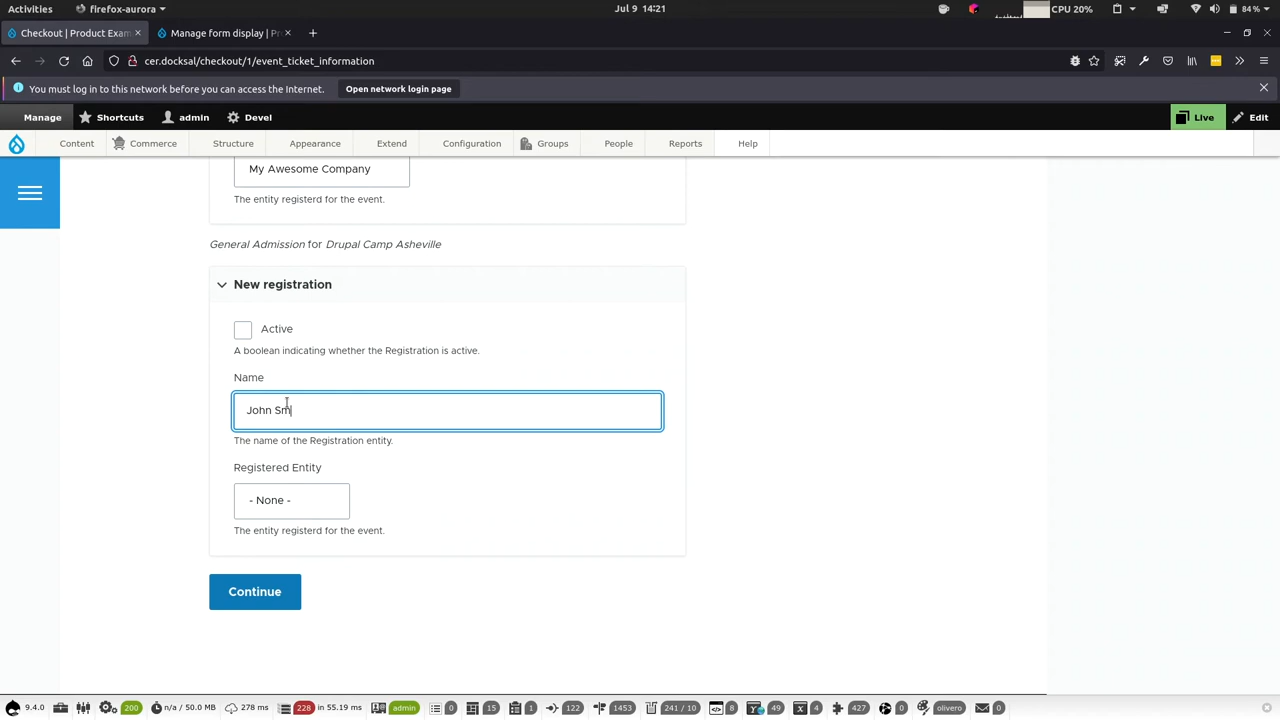 Activities firefox-aurora Jul 9 14:21 CPU 20% 84%
Checkout | Product Exam Manage form display | Pr
cer.docksal/checkout/1/event_ticket_information
You must log in to this network before you can access the Internet. Open network login page
Manage Shortcuts admin Devel Live Edit
Content Commerce Structure Appearance Extend Configuration Groups People Reports Help
My Awesome Company
The entity registerd for the event.
General Admission for Drupal Camp Asheville
New registration
Active
A boolean indicating whether the Registration is active.
Name
John Sm
The name of the Registration entity.
Registered Entity
- None -
The entity registerd for the event.
Continue
9.4.0 200 n/a / 50.0 MB 278 ms 228 in 55.19 ms admin 0 15 1 122 1453 241 / 10 8 49 4 427 0 olivero 0